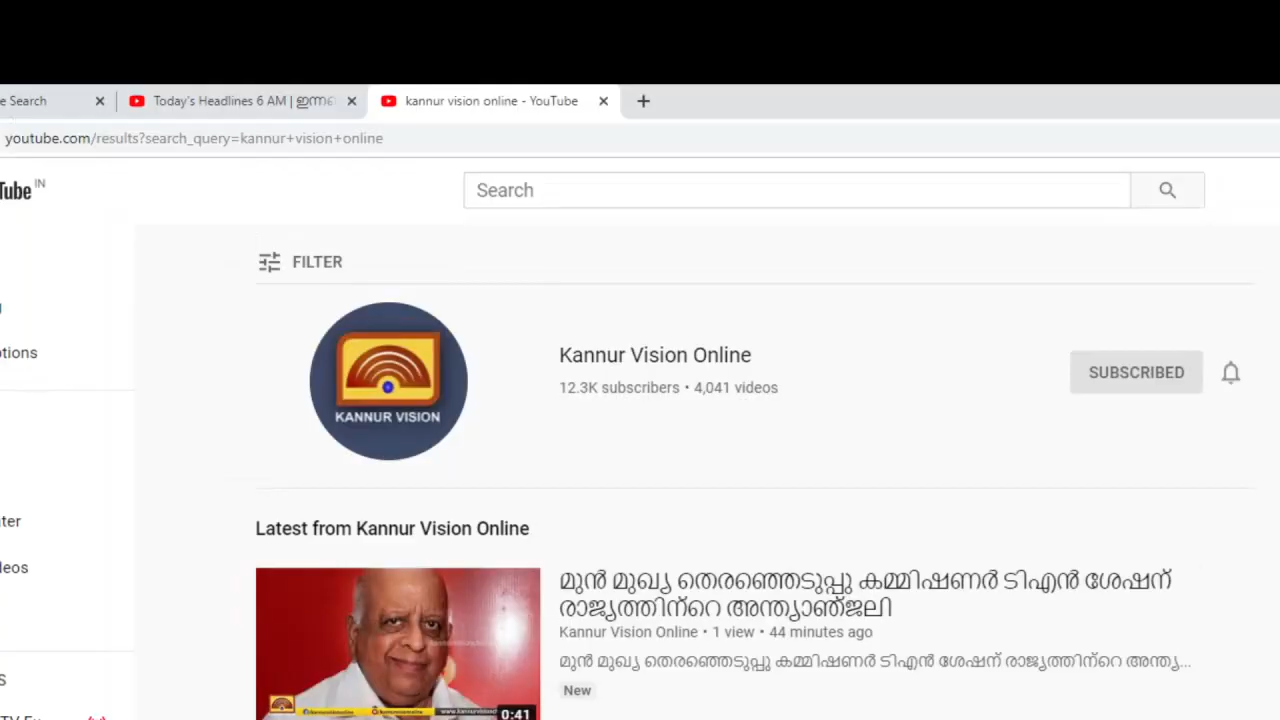 e Search
Today's Headlines 6 AM | ഇന്ന
kannur vision online - YouTube
youtube.com/results?search_query=kannur+vision+online
Tube IN
Search
FILTER
KANNUR VISION
Kannur Vision Online
12.3K subscribers • 4,041 videos
SUBSCRIBED
otions
ter
leos
S
Latest from Kannur Vision Online
മുൻ മുഖ്യ തെരഞ്ഞെടുപ്പു കമ്മിഷണർ ടിഎൻ ശേഷന്
രാജ്യത്തിന്റെ അന്ത്യാഞ്ജലി
Kannur Vision Online • 1 view • 44 minutes ago
മുൻ മുഖ്യ തെരഞ്ഞെടുപ്പു കമ്മിഷണർ ടിഎൻ ശേഷന് രാജ്യത്തിന്റെ അന്ത്യ...
New
0:41